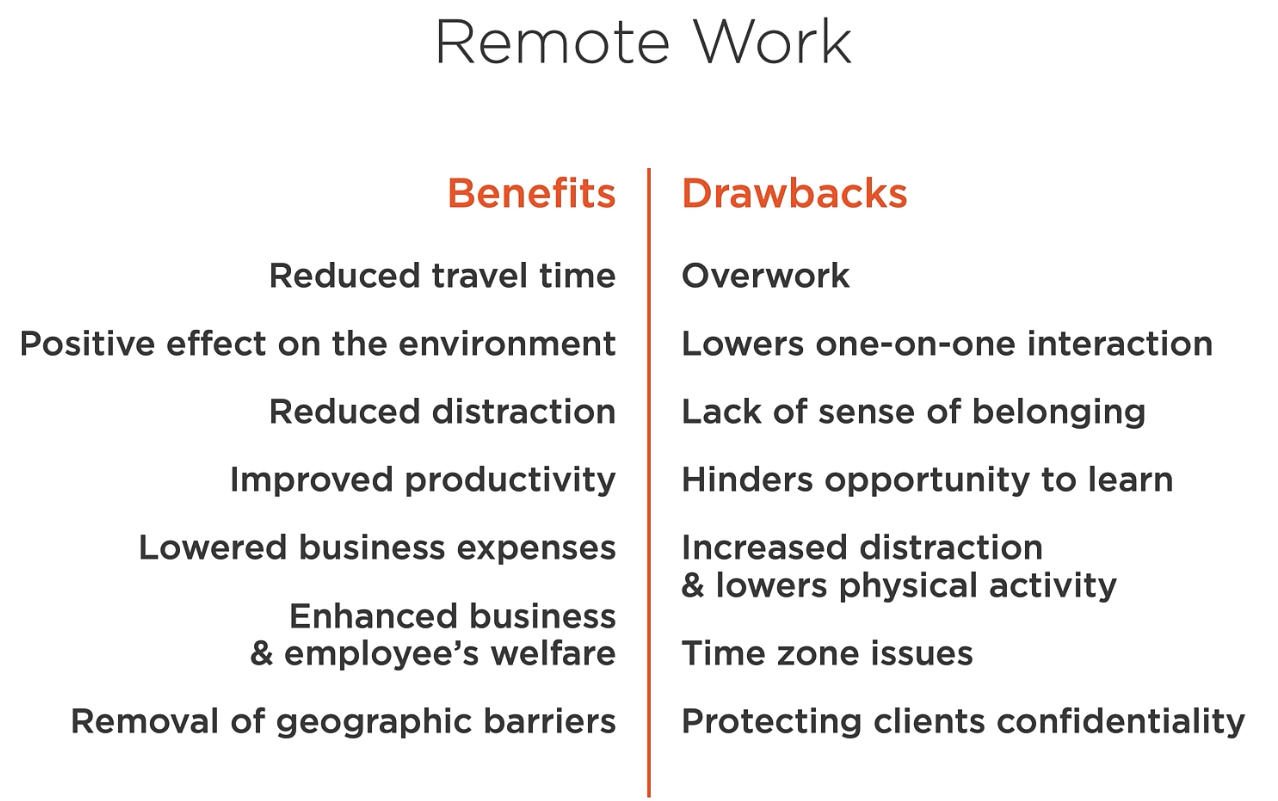 Remote Work
Benefits
Reduced travel time
Positive effect on the environment
Reduced distraction
Improved productivity
Lowered business expenses
Enhanced business
& employee’s welfare
Removal of geographic barriers
Drawbacks
Overwork
Lowers one-on-one interaction
Lack of sense of belonging
Hinders opportunity to learn
Increased distraction
& lowers physical activity
Time zone issues
Protecting clients confidentiality